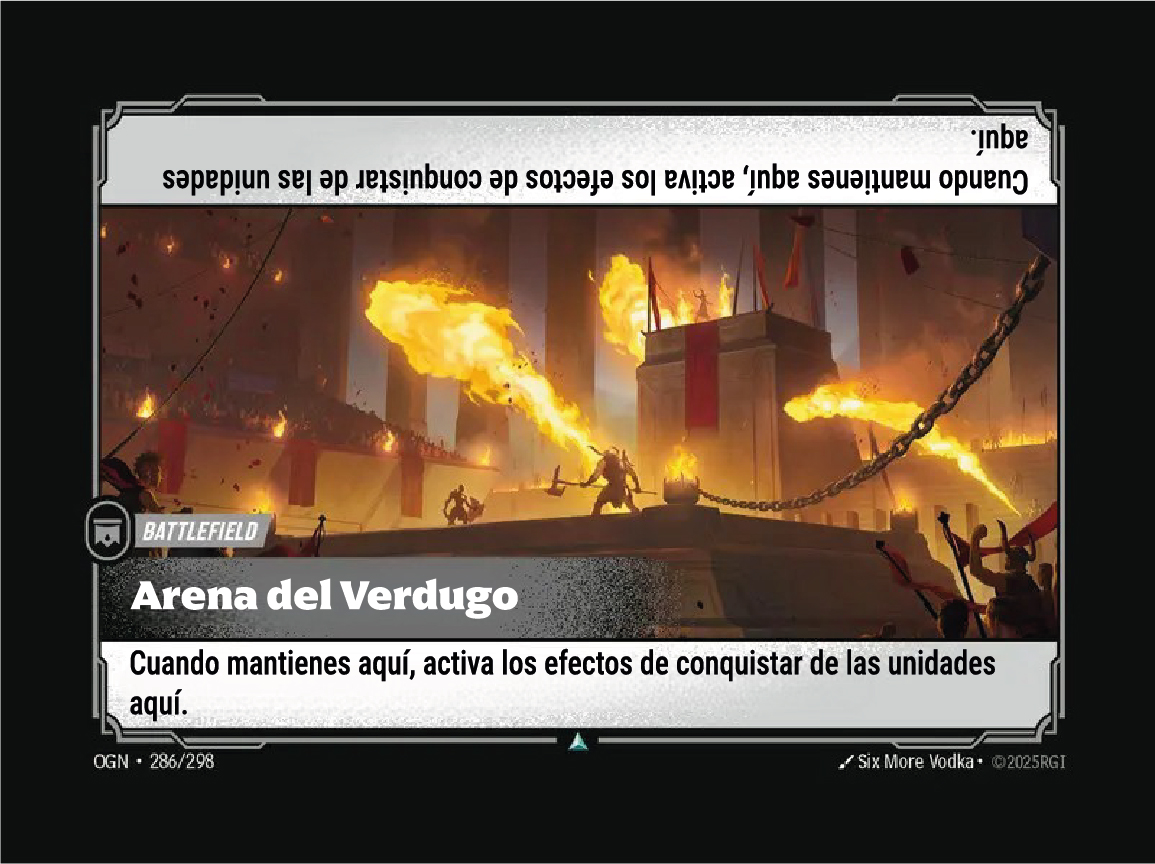 Cuando mantienes aquí, activa los efectos de conquistar de las unidades
aquí.
BATTLEFIELD
Arena del Verdugo
Cuando mantienes aquí, activa los efectos de conquistar de las unidades
aquí.
OGN • 286/298
Six More Vodka • ©2025RGI